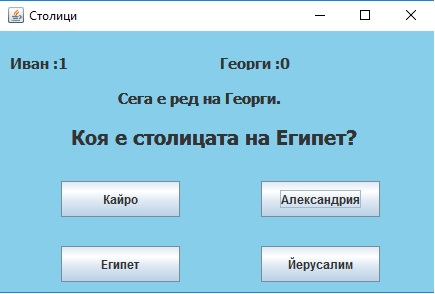 Столици
Иван :1 Георги :0
Сега е ред на Георги.
Коя е столицата на Египет?
Кайро Александрия
Египет Йерусалим